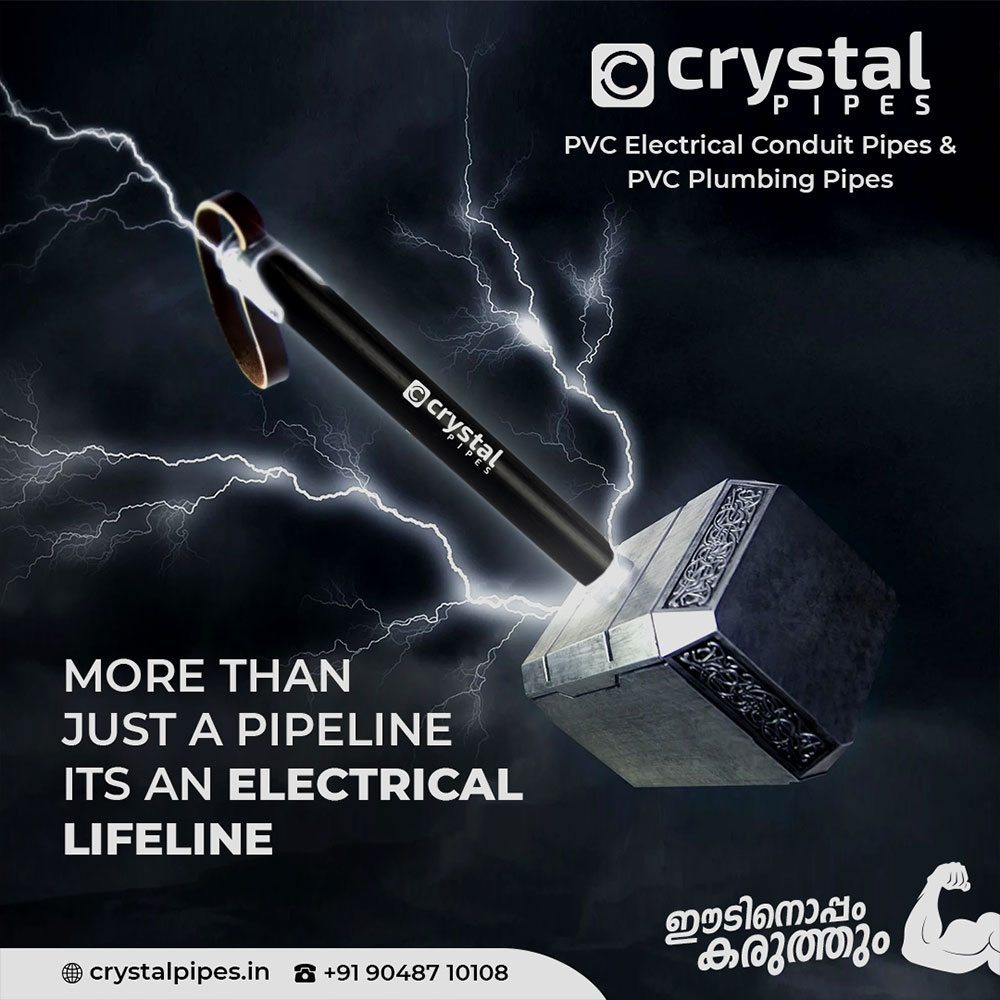 crystal
PIPES
PVC Electrical Conduit Pipes &
PVC Plumbing Pipes
crystal
PIPES
MORE THAN
JUST A PIPELINE
ITS AN ELECTRICAL
LIFELINE
ഈടിനൊപ്പം
കരുത്തും
crystalpipes.in +91 90487 10108